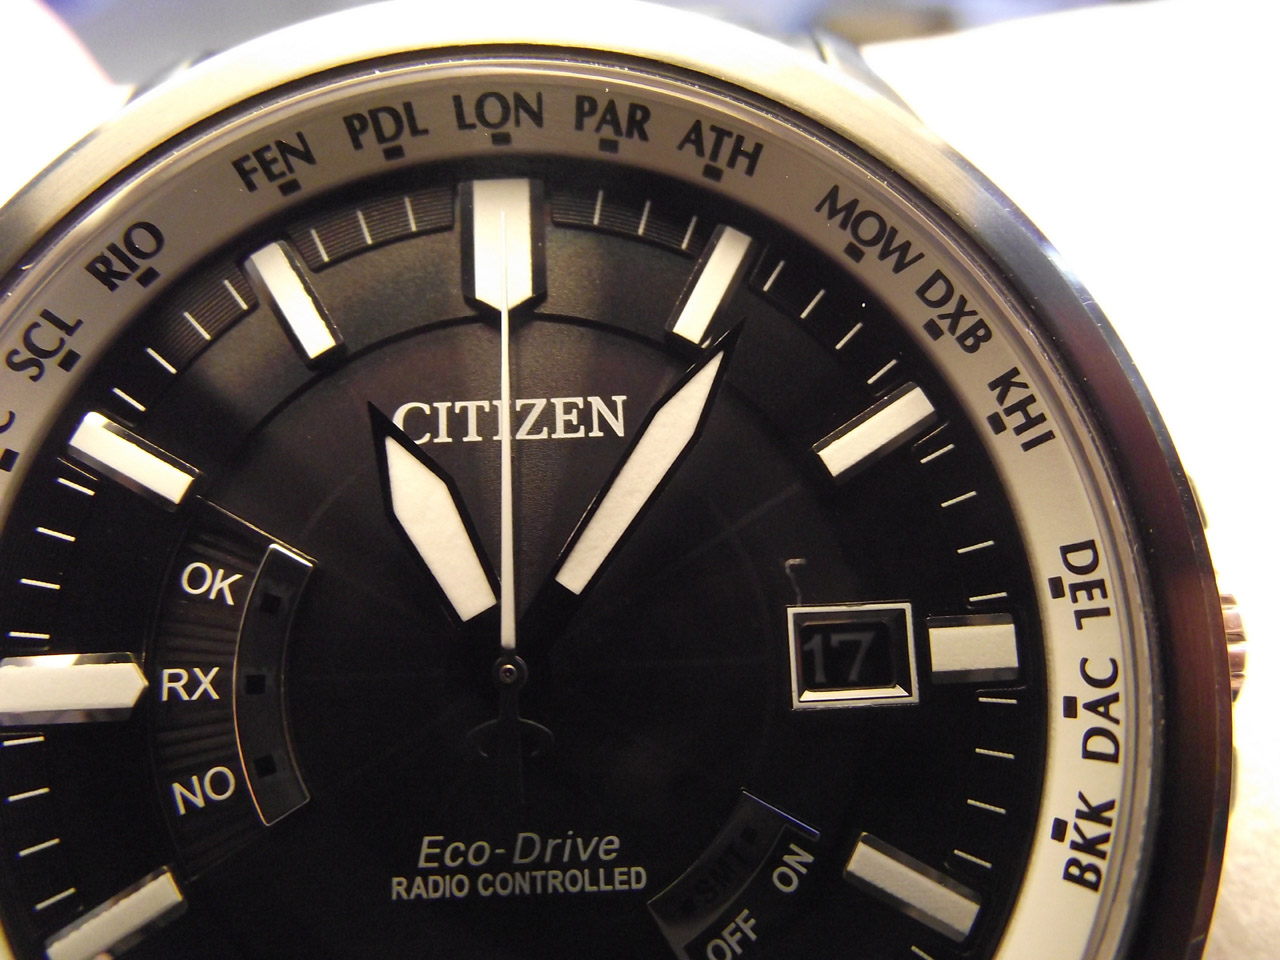 SCL
RIO
FEN
PDL
LON
PAR
ATH
MOW
DXB
KHI
DEL
DAC
BKK
CITIZEN
OK
RX
NO
17
Eco-Drive
RADIO CONTROLLED
SMT
ON
OFF